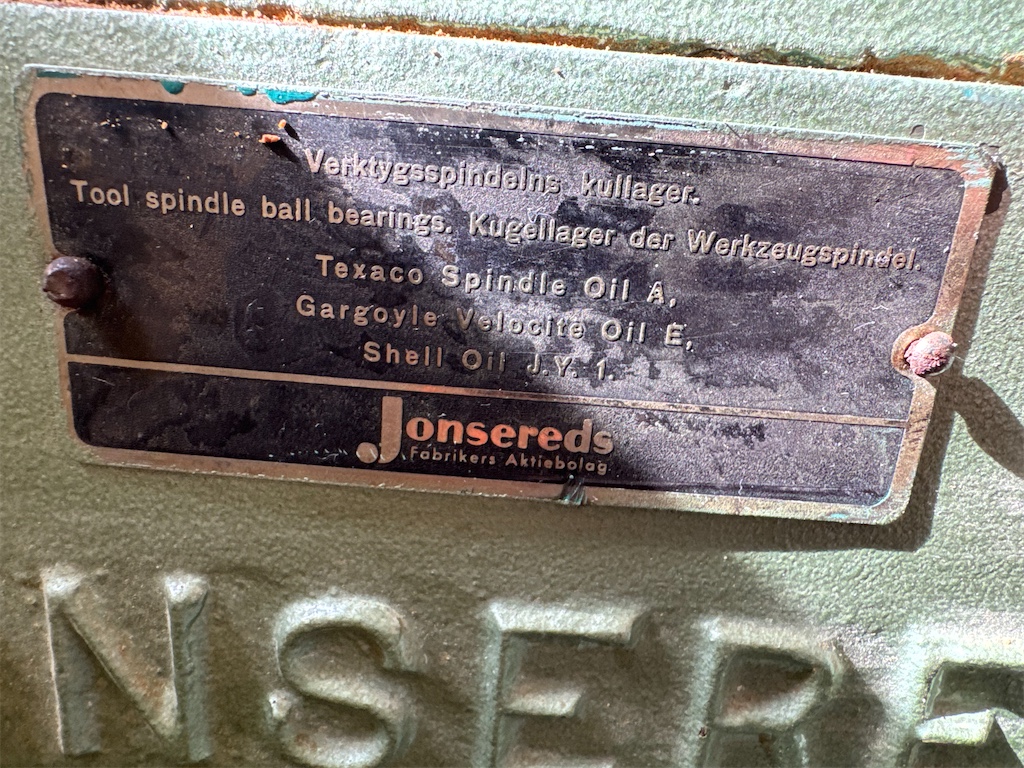 Verktygsspindelns kullager.
Tool spindle ball bearings. Kugellager der Werkzeugspindel.
Texaco Spindle Oil A,
Gargoyle Velocite Oil E,
Shell Oil J.Y. 1.
Jonsereds
Fabrikers Aktiebolag
NSERE